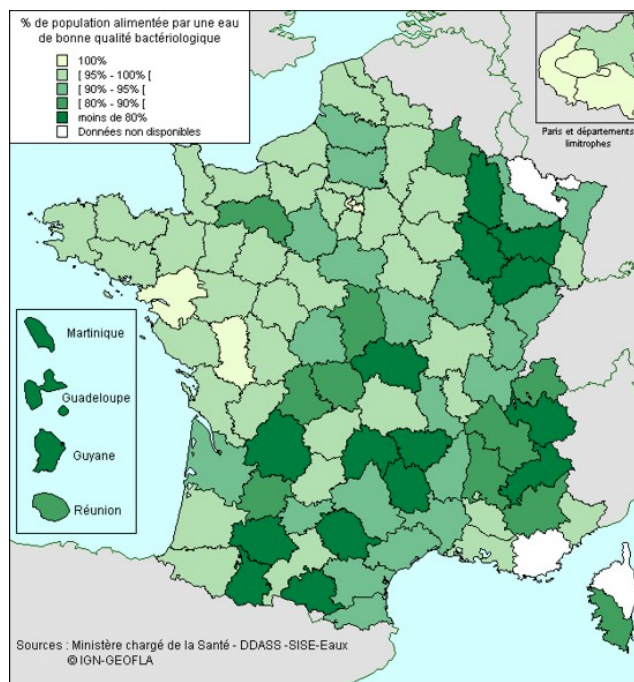 % de population alimentée par une eau
de bonne qualité bactériologique
100%
[ 95% - 100% [
[ 90% - 95% [
[ 80% - 90% [
moins de 80%
Données non disponibles
Paris et départements
limitrophes
Martinique
Guadeloupe
Guyane
Réunion
Sources : Ministère chargé de la Santé - DDASS -SISE-Eaux
© IGN-GEOFLA